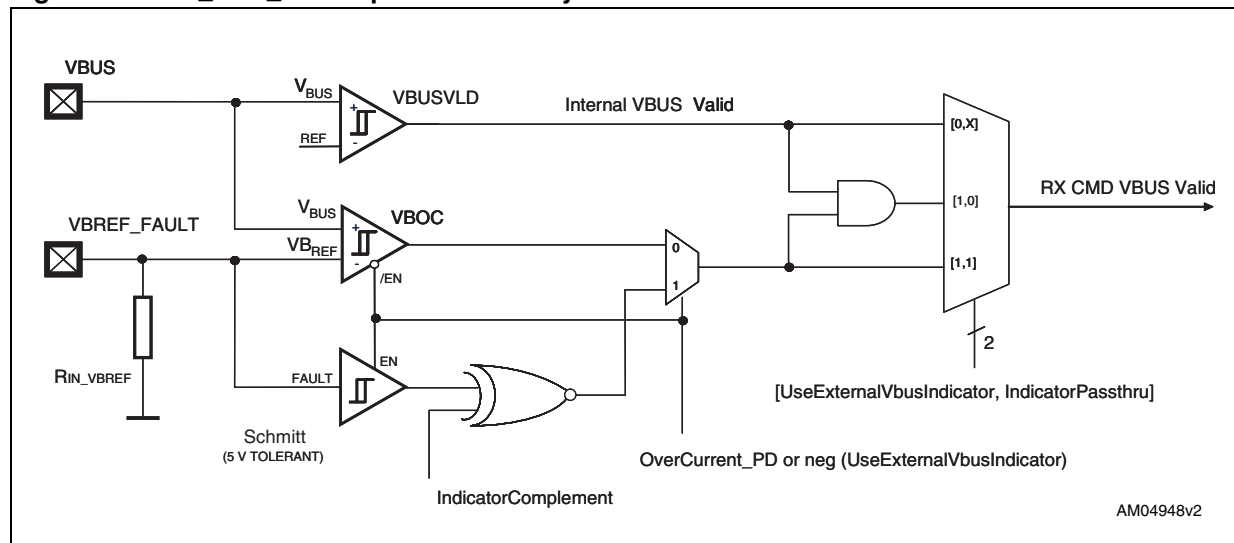 VBUS
VBUS
VBUSVLD
Internal VBUS Valid
+
REF
-
[0,X]
RX CMD VBUS Valid
[1,0]
VBREF_FAULT
VBUS
VBOC
+
VBREF
-
/EN
0
1
[1,1]
2
RIN_VBREF
FAULT
EN
[UseExternalVbusIndicator, IndicatorPassthru]
Schmitt
(5 V TOLERANT)
OverCurrent_PD or neg (UseExternalVbusIndicator)
IndicatorComplement
AM04948v2